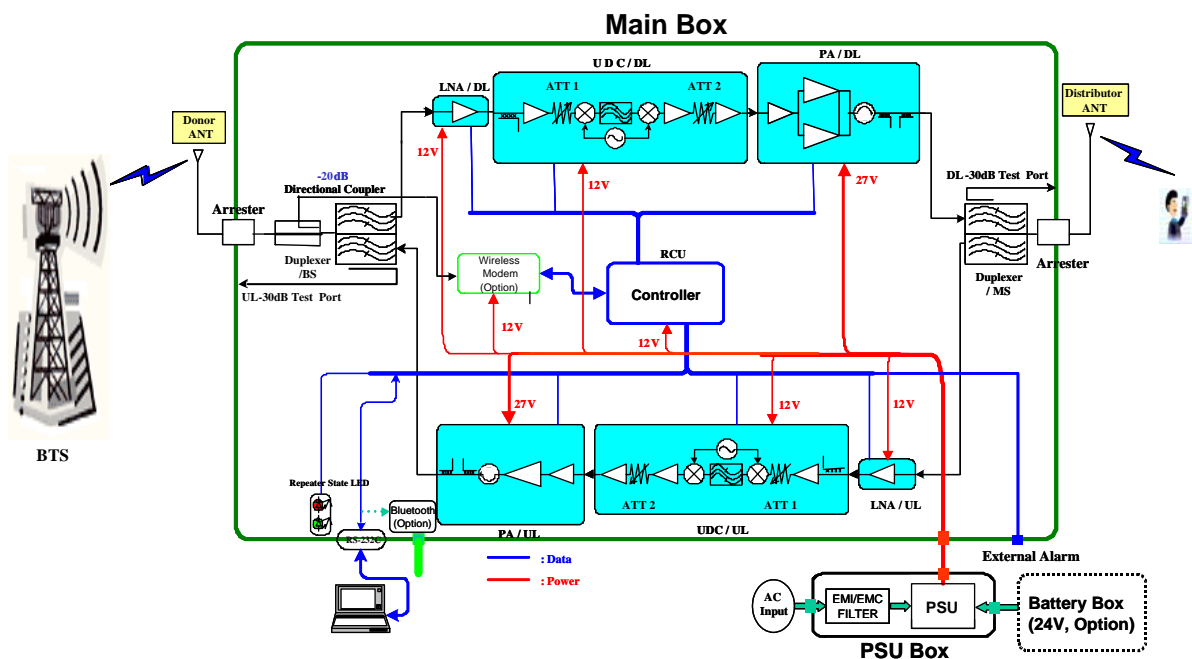 Main Box
U D C / DL
PA / DL
LNA / DL
ATT 1
ATT 2
Distributor
ANT
Donor
ANT
12V
12V
27V
-20dB
Directional Coupler
DL -30dB Test Port
Arrester
Duplexer
/BS
Wireless
Modem
(Option)
RCU
Controller
Arrester
Duplexer
/ MS
UL-30dB Test Port
12V
12V
27V
12V
12V
BTS
Repeater State LED
Bluetooth
(Option)
RS-232C
PA / UL
ATT 2
ATT 1
UDC/ UL
LNA / UL
: Data
: Power
External Alarm
AC
Input
EMI/EMC
FILTER
PSU
Battery Box
(24V, Option)
PSU Box